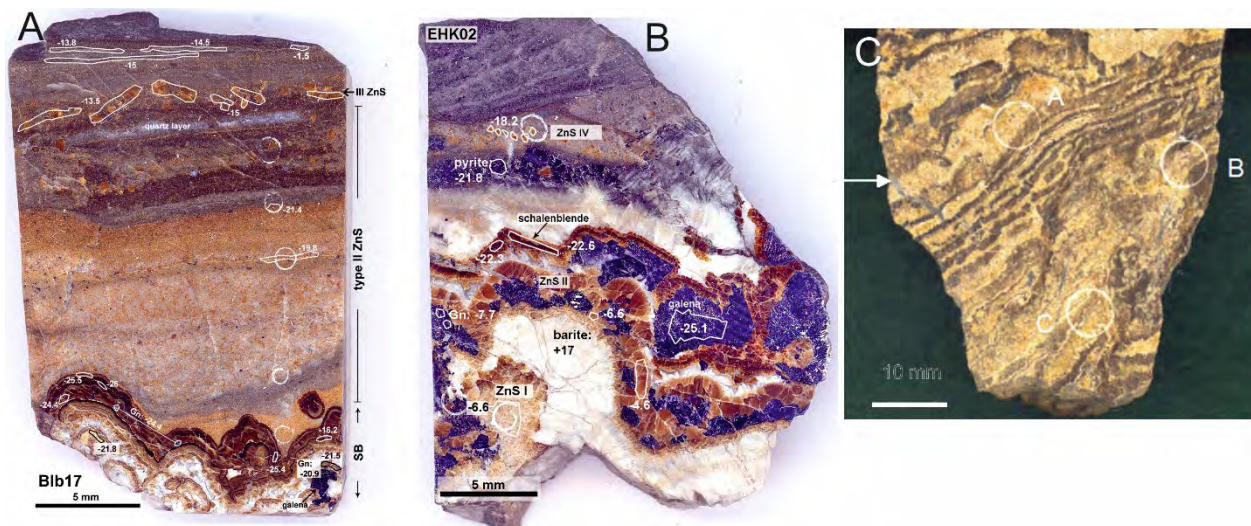 A
-13.8
-14.5
-15
-1.5
-13.5
-15
III ZnS
quartz layer
-21.4
-19.8
type II ZnS
-25.5
-26
-24.4
Gn:
-21.8
-25.4
-16.2
Gn:
-21.5
-20.9
galena
SB
Blb17
5 mm
EHK02
B
-18.2
ZnS IV
pyrite:
-21.8
schalenblende
-22.3
-22.6
ZnS II
Gn:
-7.7
-6.6
galena
-25.1
barite:
+17
ZnS I
-6.6
-4.6
5 mm
C
A
B
C
10 mm